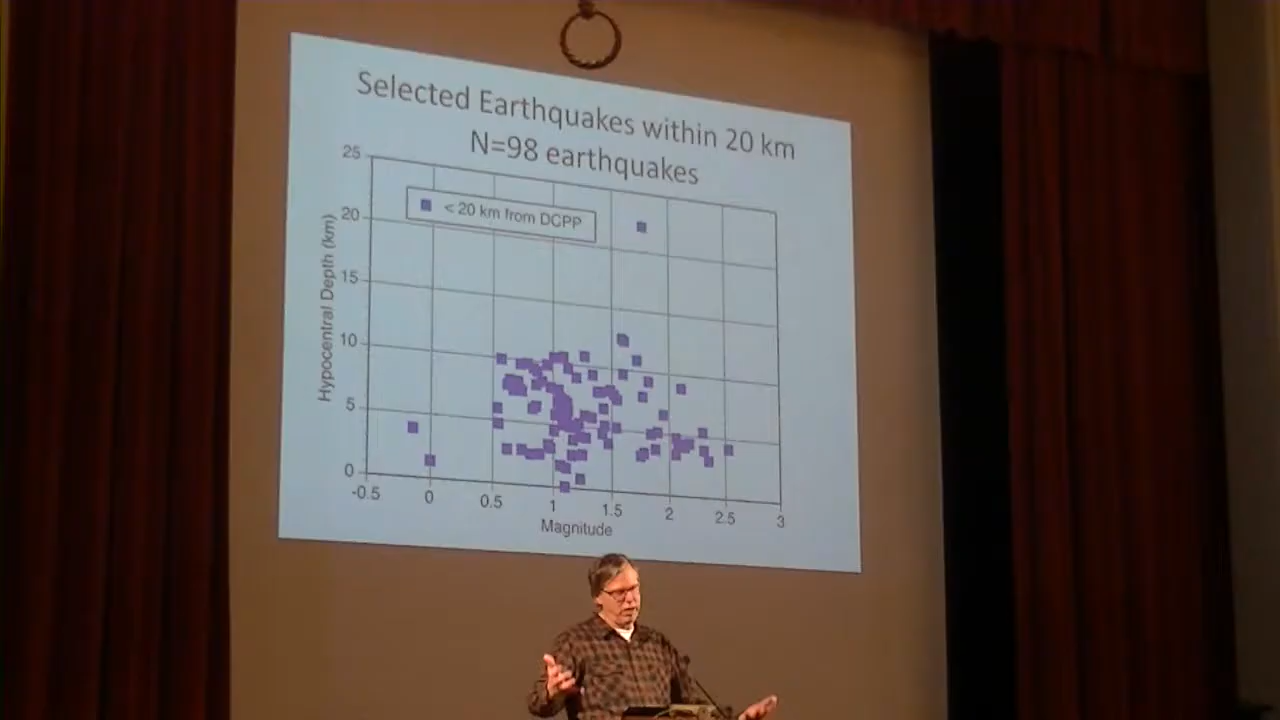 Selected Earthquakes within 20 km
N=98 earthquakes
< 20 km from DCPP
Hypocentral Depth (km)
25
20
15
10
5
0
-0.5 0 0.5 1 1.5 2 2.5 3
Magnitude